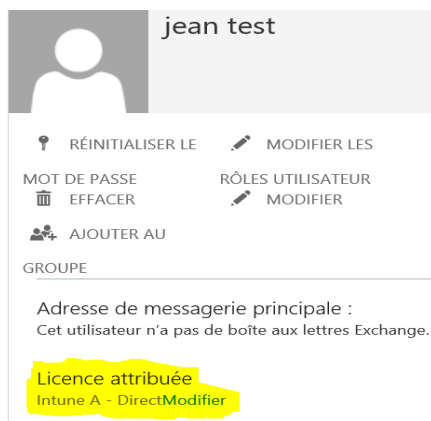 jean test
RÉINITIALISER LE MODIFIER LES
MOT DE PASSE RÔLES UTILISATEUR
EFFACER MODIFIER
AJOUTER AU
GROUPE
Adresse de messagerie principale :
Cet utilisateur n’a pas de boîte aux lettres Exchange.
Licence attribuée
Intune A - DirectModifier